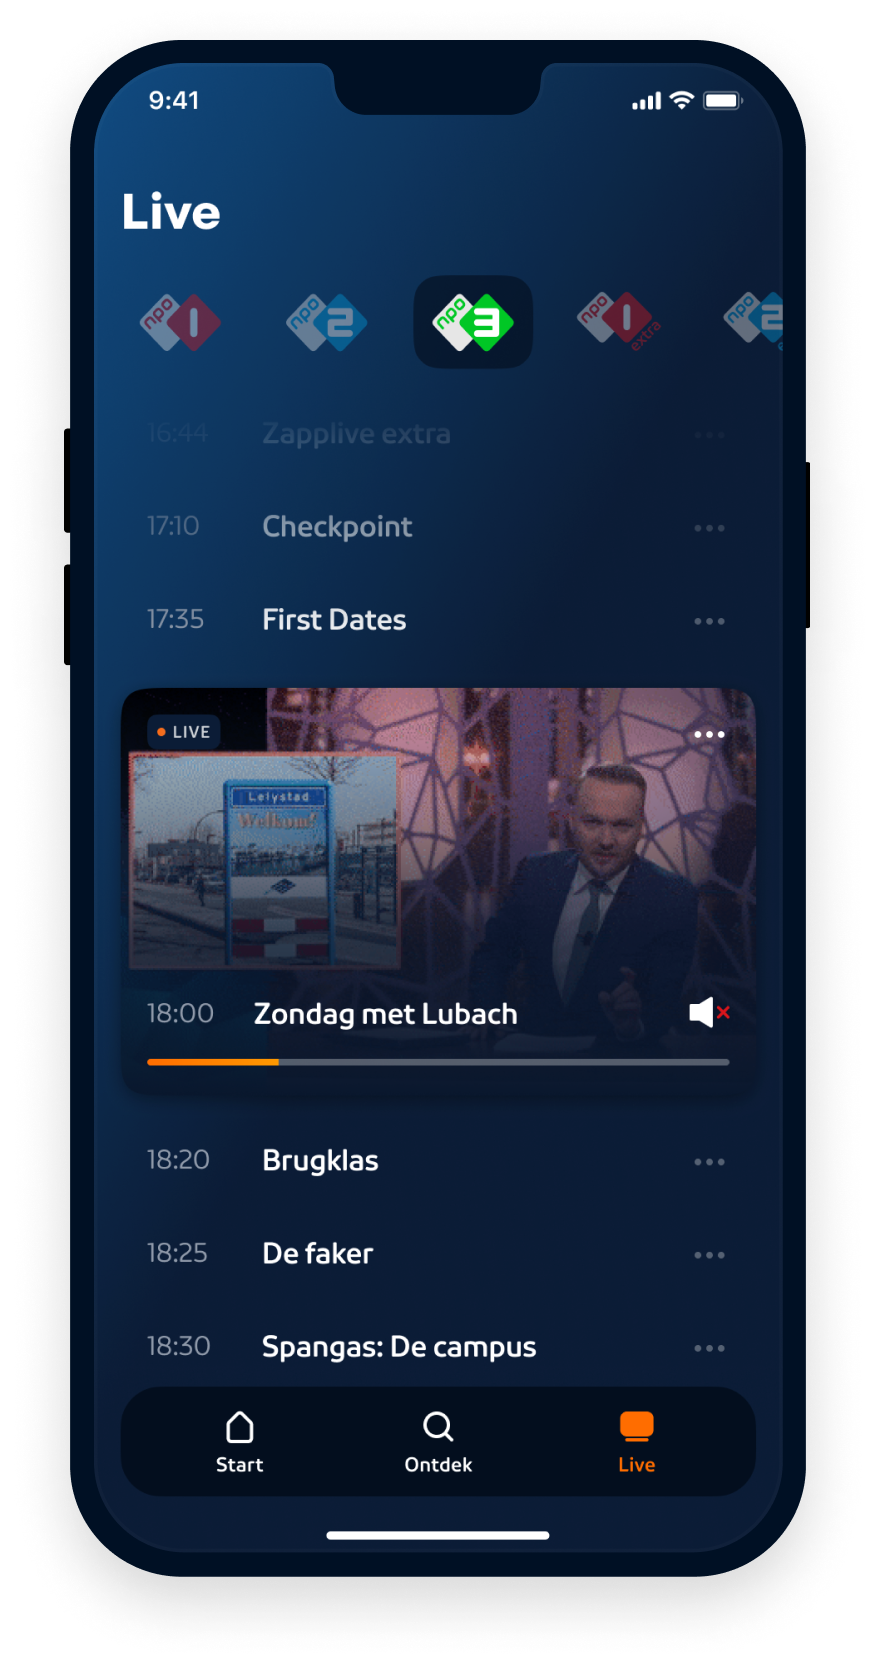 9:41
Live
npo 1
npo 2
npo 3
npo 1 extra
npo 2
16:44 Zapplive extra
17:10 Checkpoint
17:35 First Dates
LIVE
Lelystad
Welkom!
18:00 Zondag met Lubach
18:20 Brugklas
18:25 De faker
18:30 Spangas: De campus
Start Ontdek Live